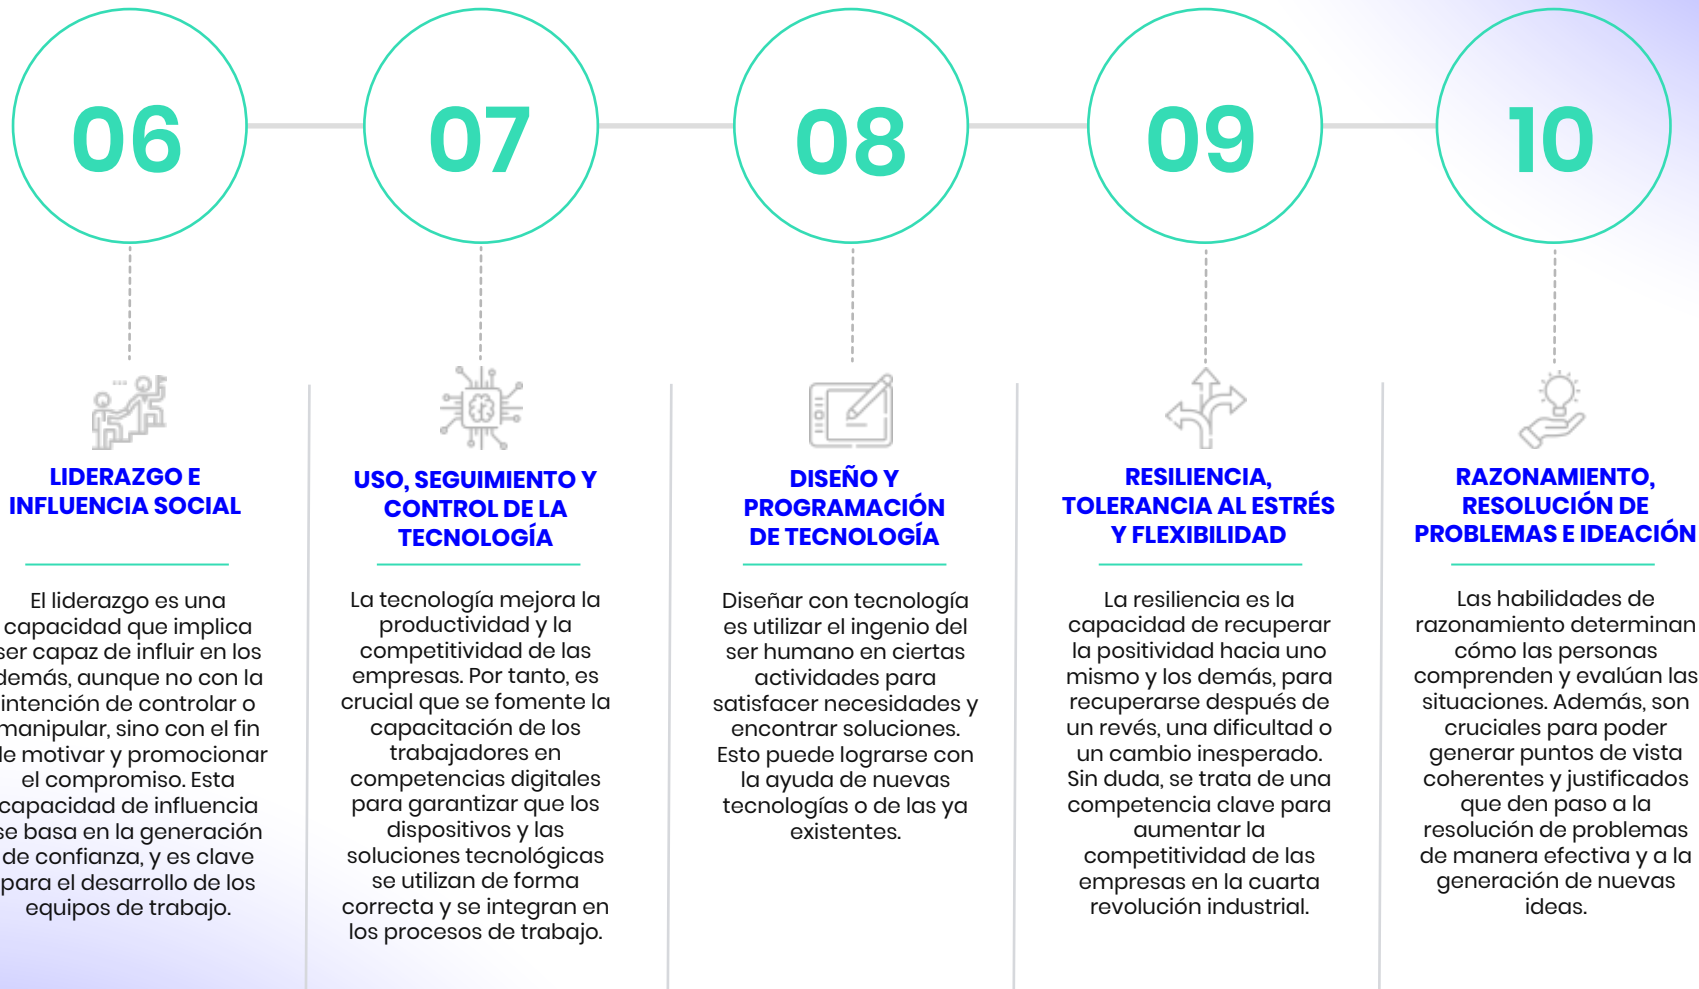 06
07
08
09
10
LIDERAZGO E
INFLUENCIA SOCIAL
El liderazgo es una
capacidad que implica
ser capaz de influir en los
demás, aunque no con la
intención de controlar o
manipular, sino con el fin
de motivar y promocionar
el compromiso. Esta
capacidad de influencia
se basa en la generación
de confianza, y es clave
para el desarrollo de los
equipos de trabajo.
USO, SEGUIMIENTO Y
CONTROL DE LA
TECNOLOGÍA
La tecnología mejora la
productividad y la
competitividad de las
empresas. Por tanto, es
crucial que se fomente la
capacitación de los
trabajadores en
competencias digitales
para garantizar que los
dispositivos y las
soluciones tecnológicas
se utilizan de forma
correcta y se integran en
los procesos de trabajo.
DISEÑO Y
PROGRAMACIÓN
DE TECNOLOGÍA
Diseñar con tecnología
es utilizar el ingenio del
ser humano en ciertas
actividades para
satisfacer necesidades y
encontrar soluciones.
Esto puede lograrse con
la ayuda de nuevas
tecnologías o de las ya
existentes.
RESILIENCIA,
TOLERANCIA AL ESTRÉS
Y FLEXIBILIDAD
La resiliencia es la
capacidad de recuperar
la positividad hacia uno
mismo y los demás, para
recuperarse después de
un revés, una dificultad o
un cambio inesperado.
Sin duda, se trata de una
competencia clave para
aumentar la
competitividad de las
empresas en la cuarta
revolución industrial.
RAZONAMIENTO,
RESOLUCIÓN DE
PROBLEMAS E IDEACIÓN
Las habilidades de
razonamiento determinan
cómo las personas
comprenden y evalúan las
situaciones. Además, son
cruciales para poder
generar puntos de vista
coherentes y justificados
que den paso a la
resolución de problemas
de manera efectiva y a la
generación de nuevas
ideas.